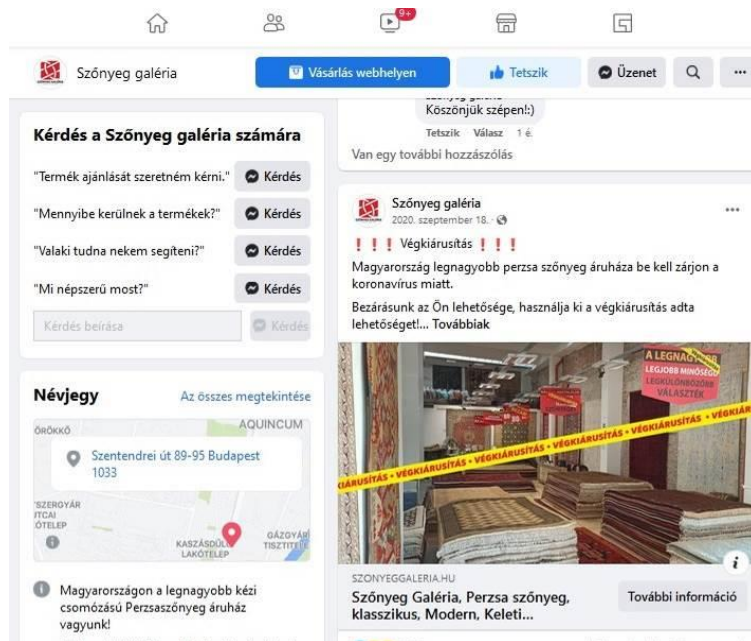 9+
Szőnyeg galéria
Vásárlás webhelyen
Tetszik
Üzenet
Kérdés a Szőnyeg galéria számára
"Termék ajánlását szeretném kérni."
Kérdés
"Mennyibe kerülnek a termékek?"
Kérdés
"Valaki tudna nekem segíteni?"
Kérdés
"Mi népszerű most?"
Kérdés
Kérdés beírása
Kérdés
Névjegy
Az összes megtekintése
ÖRÖKKŐ
AQUINCUM
Szentendrei út 89-95 Budapest
1033
KASZÁSDŰLŐ
LAKÓTELEP
Magyarországon a legnagyobb kézi
csomózású Perzsaszőnyeg áruház
vagyunk!
Köszönjük szépen!:)
Tetszik Válasz 1 é.
Van egy további hozzászólás
Szőnyeg galéria
2020. szeptember 18.
❗❗❗ Végkiárusítás ❗❗❗
Magyarország legnagyobb perzsa szőnyeg áruháza be kell zárjon a
koronavírus miatt.
Bezárásunk az Ön lehetősége, használja ki a végkiárusítás adta
lehetőséget!... Továbbiak
A LEGNAGYOBB
LEGJOBB MINŐSÉG
LEGKÜLÖNBÖZŐBB
VÁLASZTÉK
VÉGKIÁRUSÍTÁS • VÉGKIÁRUSÍTÁS • VÉGKIÁRUSÍTÁS • VÉGKIÁRUSÍTÁS
SZONYEGGALERIA.HU
Szőnyeg Galéria, Perzsa szőnyeg,
klasszikus, Modern, Keleti...
További információ